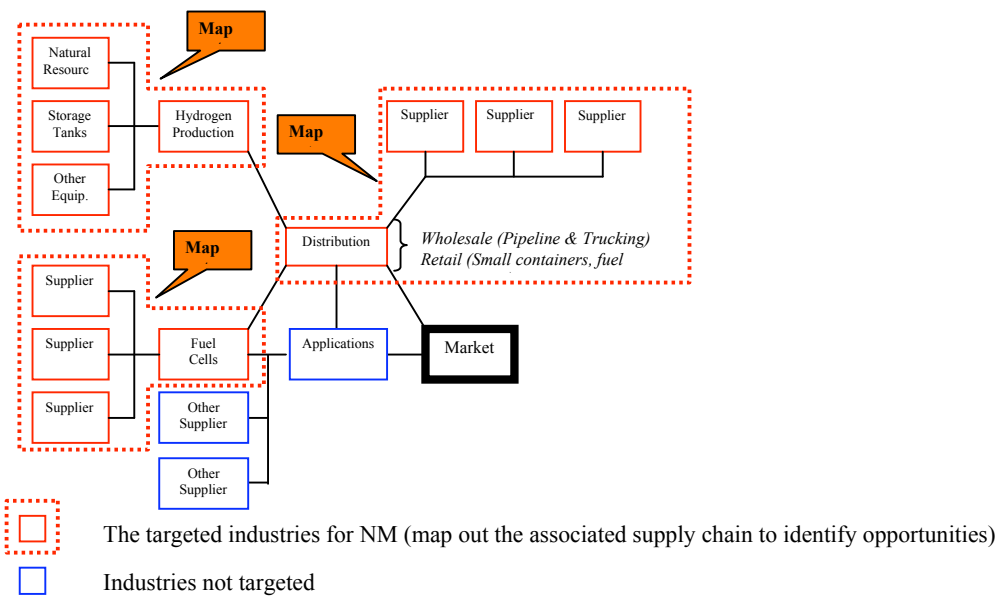 Map
Natural
Resourc
Storage
Tanks
Hydrogen
Production
Other
Equip.
Map
Supplier
Supplier
Supplier
Distribution
Wholesale (Pipeline & Trucking)
Retail (Small containers, fuel
Map
Supplier
Supplier
Supplier
Fuel
Cells
Applications
Market
Other
Supplier
Other
Supplier
The targeted industries for NM (map out the associated supply chain to identify opportunities)
Industries not targeted